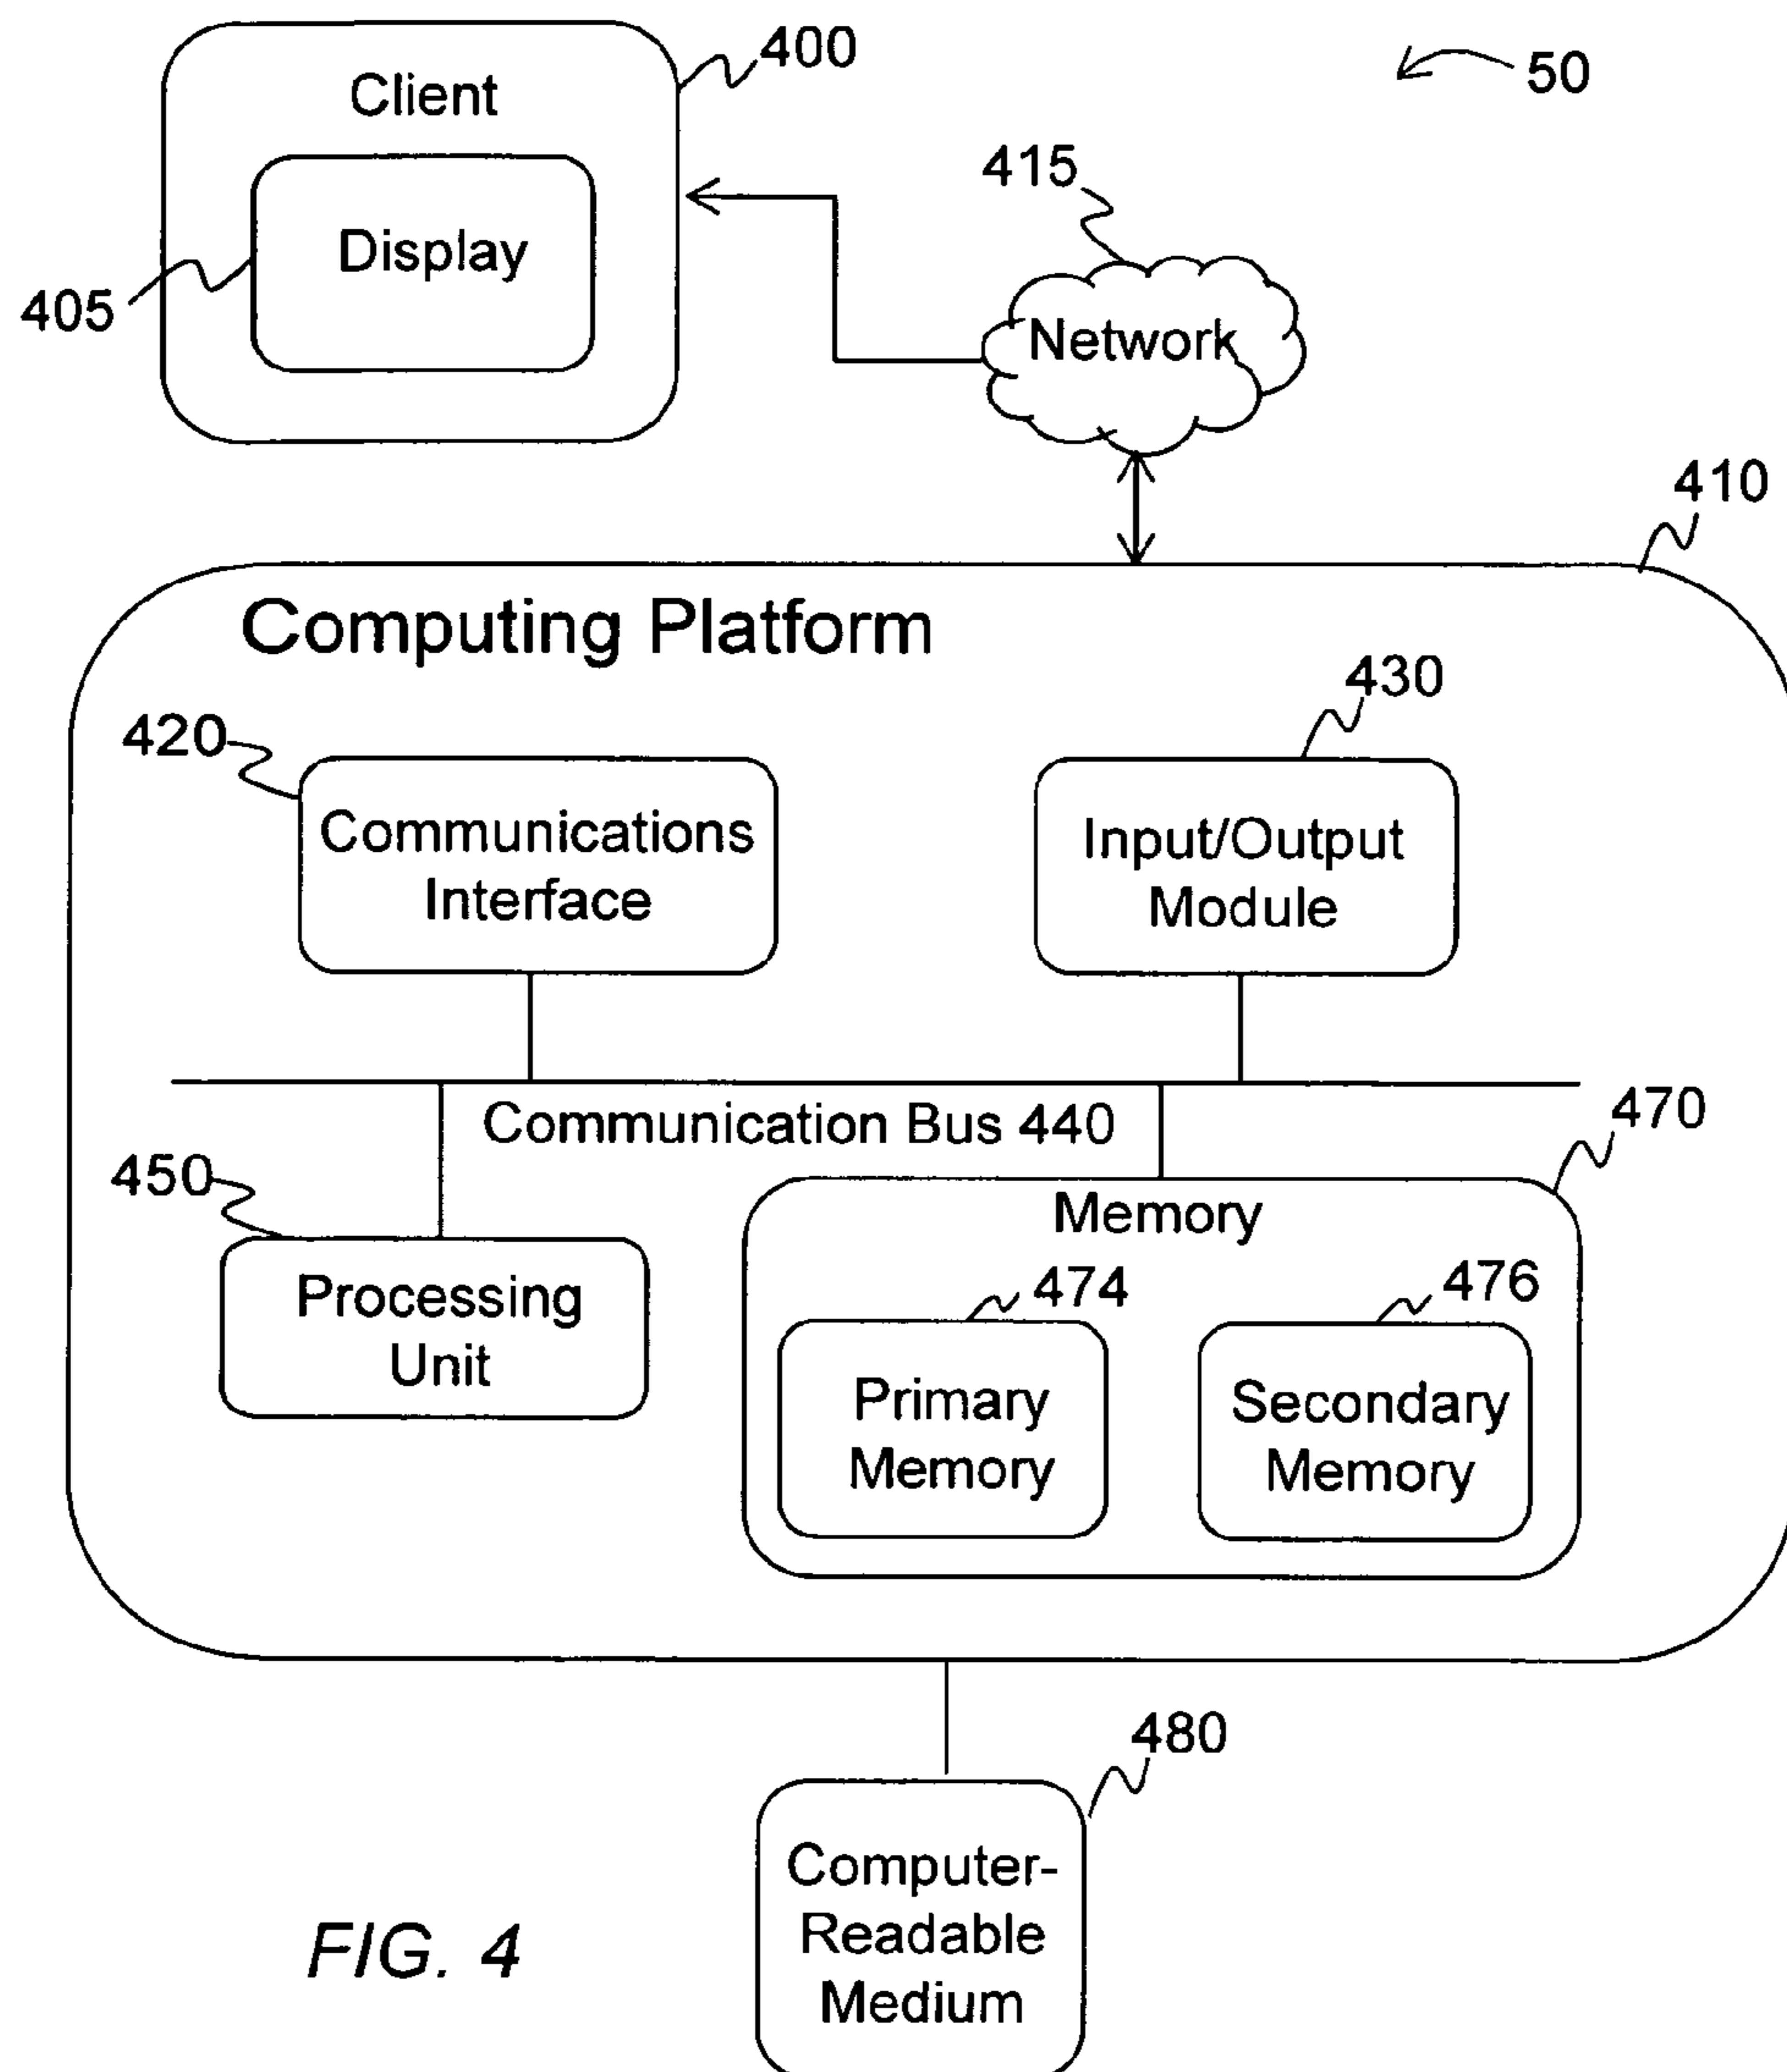 400
50
Client
415
Display
405
Network
410
Computing Platform
430
420
Communications
Interface
Input/Output
Module
Communication Bus 440
470
450
Memory
Processing
Unit
474
476
Primary
Memory
Secondary
Memory
480
Computer-
Readable
Medium
FIG. 4